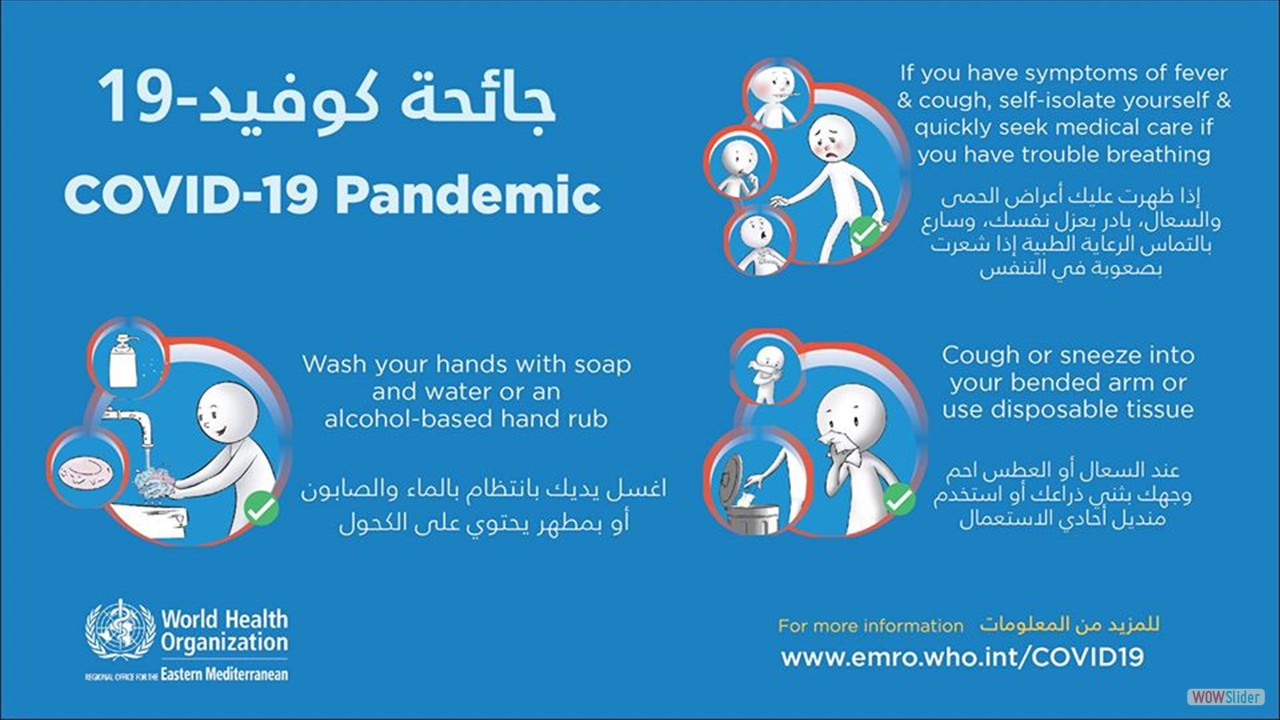 جائحة كوفيد-19
COVID-19 Pandemic
If you have symptoms of fever
& cough, self-isolate yourself &
quickly seek medical care if
you have trouble breathing
إذا ظهرت عليك أعراض الحمى
والسعال، بادر بعزل نفسك، وسارع
بالتماس الرعاية الطبية إذا شعرت
بصعوبة في التنفس
Wash your hands with soap
and water or an
alcohol-based hand rub
اغسل يديك بانتظام بالماء والصابون
أو بمطهر يحتوي على الكحول
Cough or sneeze into
your bended arm or
use disposable tissue
عند السعال أو العطس احم
وجهك بثني ذراعك أو استخدم
منديل أحادي الاستعمال
World Health
Organization
REGIONAL OFFICE FOR THE Eastern Mediterranean
For more information للمزيد من المعلومات
www.emro.who.int/COVID19
WOWSlider